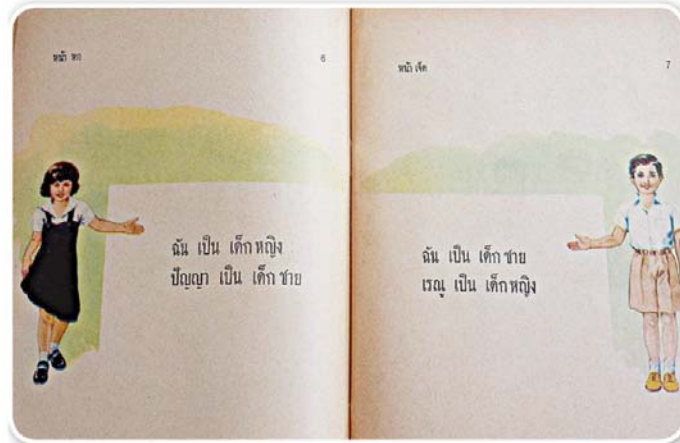 หน้า หก 6
ฉัน เป็น เด็ก หญิง
ปัญญา เป็น เด็ก ชาย
หน้า เจ็ด 7
ฉัน เป็น เด็ก ชาย
เรณู เป็น เด็ก หญิง